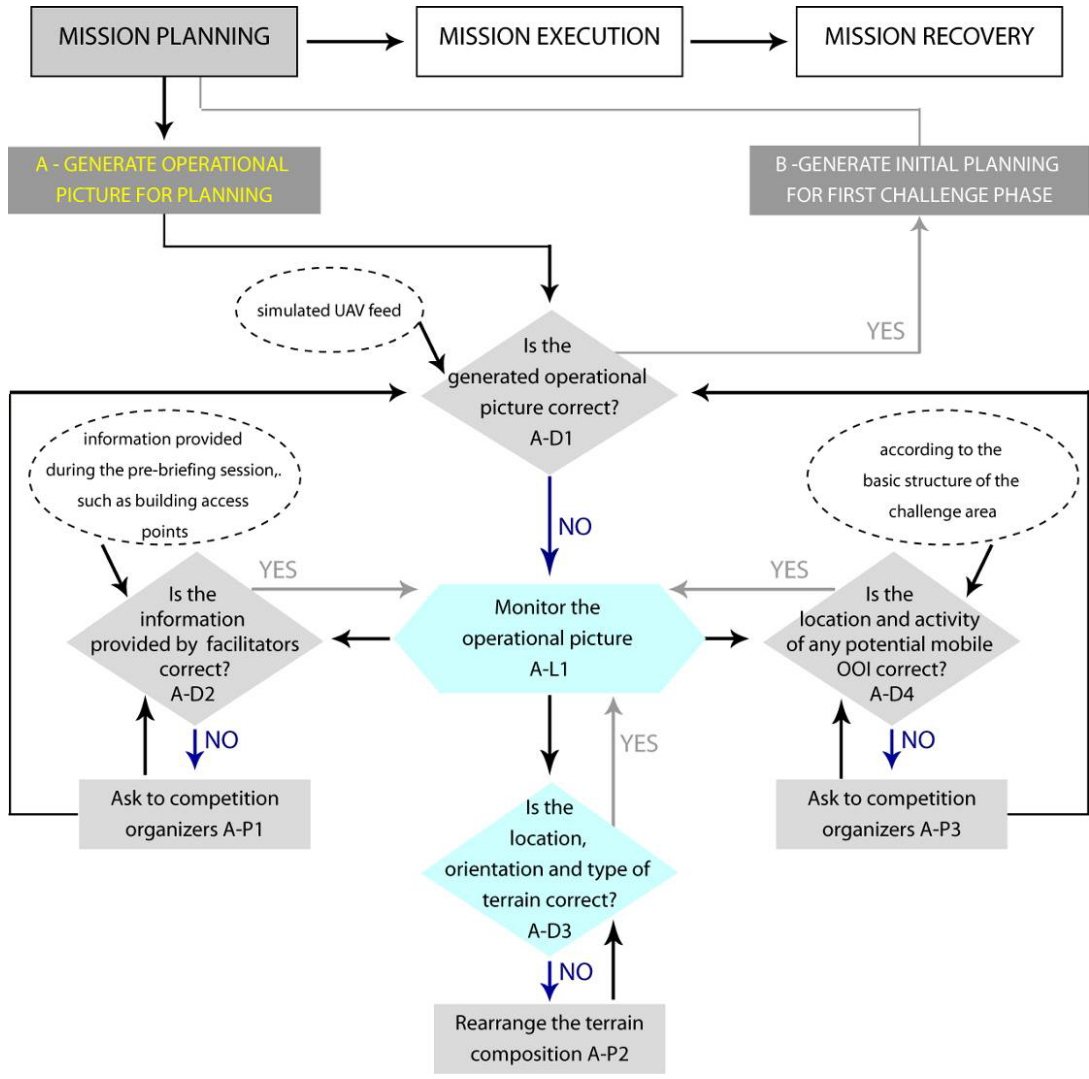 MISSION PLANNING
MISSION EXECUTION
MISSION RECOVERY
A - GENERATE OPERATIONAL
PICTURE FOR PLANNING
B -GENERATE INITIAL PLANNING
FOR FIRST CHALLENGE PHASE
simulated UAV feed
YES
Is the
generated operational
picture correct?
A-D1
information provided
during the pre-briefing session,.
such as building access
points
according to the
basic structure of the
challenge area
NO
YES
YES
Is the
information
provided by facilitators
correct?
A-D2
Monitor the
operational picture
A-L1
Is the
location and activity
of any potential mobile
OOI correct?
A-D4
NO
YES
NO
Ask to competition
organizers A-P1
Is the
location,
orientation and type of
terrain correct?
A-D3
Ask to competition
organizers A-P3
NO
Rearrange the terrain
composition A-P2